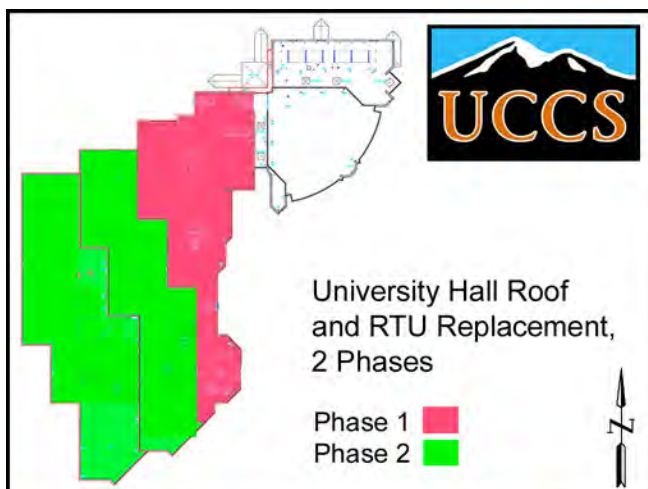 UCCS
University Hall Roof
and RTU Replacement,
2 Phases
Phase 1
Phase 2
N